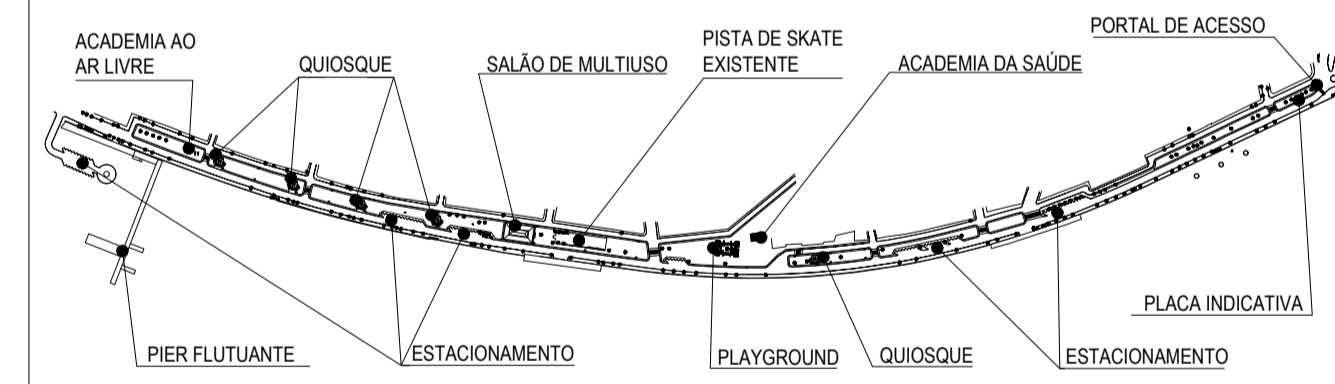 ACADEMIA AO
AR LIVRE
QUIOSQUE
SALÃO DE MULTIUSO
PISTA DE SKATE
EXISTENTE
ACADEMIA DA SAÚDE
PORTAL DE ACESSO
PLACA INDICATIVA
PIER FLUTUANTE
ESTACIONAMENTO
PLAYGROUND
QUIOSQUE
ESTACIONAMENTO